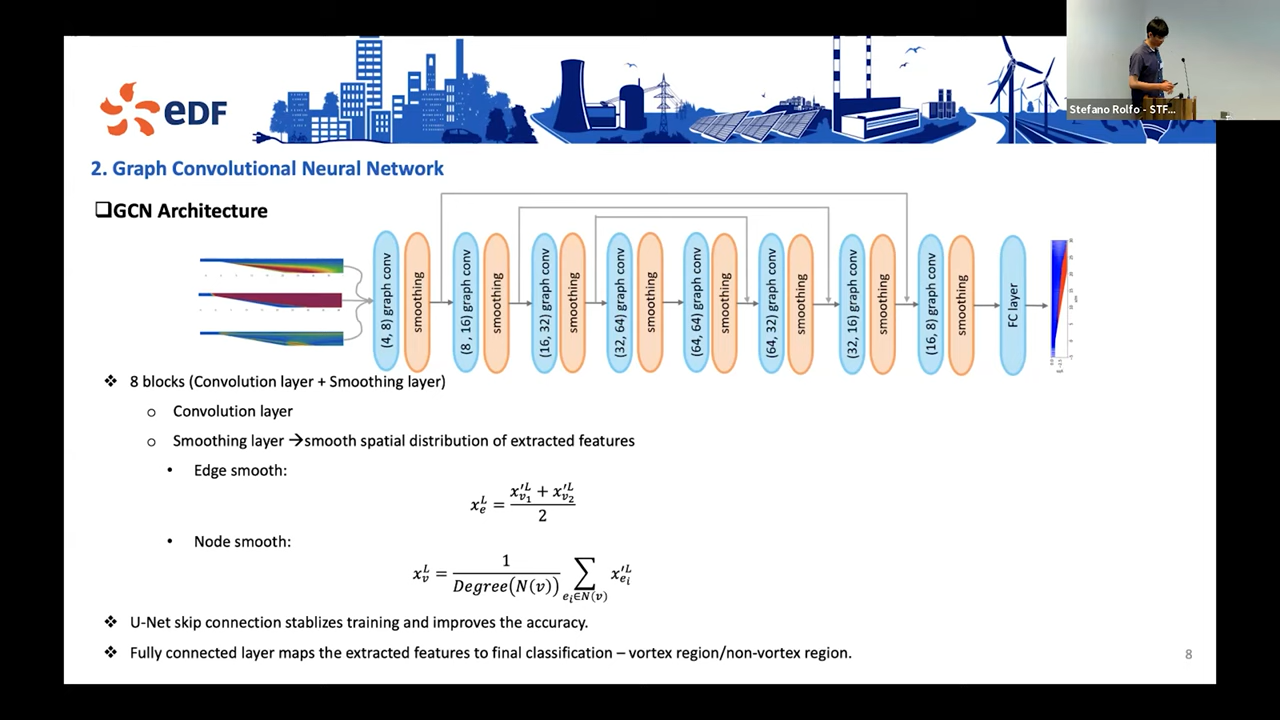 Stefano Rolfo - STF...
eDF
2. Graph Convolutional Neural Network
❑GCN Architecture
(4, 8) graph conv
smoothing
(8 , 16) graph conv
smoothing
(16, 32) graph conv
smoothing
(32, 64) graph conv
smoothing
(64, 64) graph conv
smoothing
(64, 32) graph conv
smoothing
(32, 16) graph conv
smoothing
(16, 8) graph conv
smoothing
FC layer
❖ 8 blocks (Convolution layer + Smoothing layer)
o Convolution layer
o Smoothing layer →smooth spatial distribution of extracted features
• Edge smooth:
x_e^L = (x'_{v_1}^L + x'_{v_2}^L) / 2
• Node smooth:
x_v^L = 1 / Degree(N(v)) ∑_{e_i∈N(v)} x'_{e_i}^L
❖ U-Net skip connection stablizes training and improves the accuracy.
❖ Fully connected layer maps the extracted features to final classification – vortex region/non-vortex region.
8